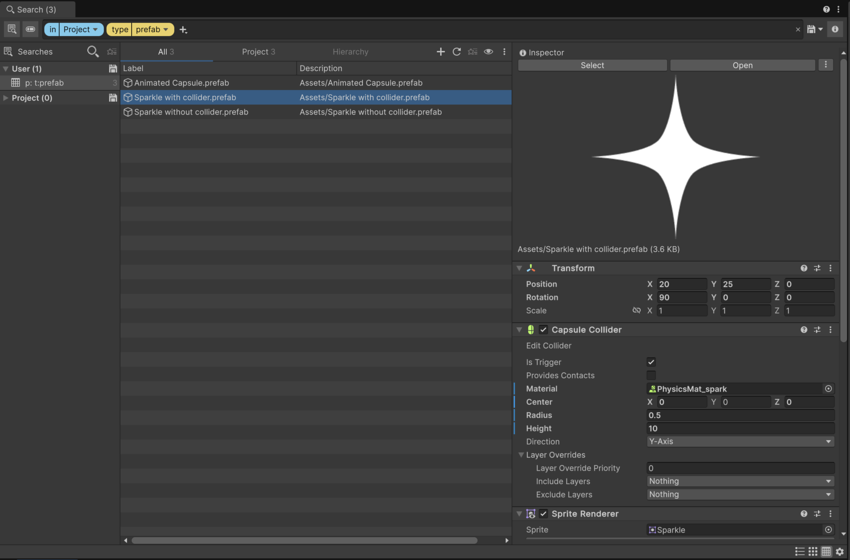 Search (3)
in Project type prefab
Searches
User (1)
p: t:prefab 3
Project (0)
All 3 Project 3 Hierarchy
Label Description
Animated Capsule.prefab Assets/Animated Capsule.prefab
Sparkle with collider.prefab Assets/Sparkle with collider.prefab
Sparkle without collider.prefab Assets/Sparkle without collider.prefab
Inspector
Select Open
Assets/Sparkle with collider.prefab (3.6 KB)
Transform
Position X 20 Y 25 Z 0
Rotation X 90 Y 0 Z 0
Scale X 1 Y 1 Z 1
Capsule Collider
Edit Collider
Is Trigger
Provides Contacts
Material PhysicsMat_spark
Center X 0 Y 0 Z 0
Radius 0.5
Height 10
Direction Y-Axis
Layer Overrides
Layer Override Priority 0
Include Layers Nothing
Exclude Layers Nothing
Sprite Renderer
Sprite Sparkle